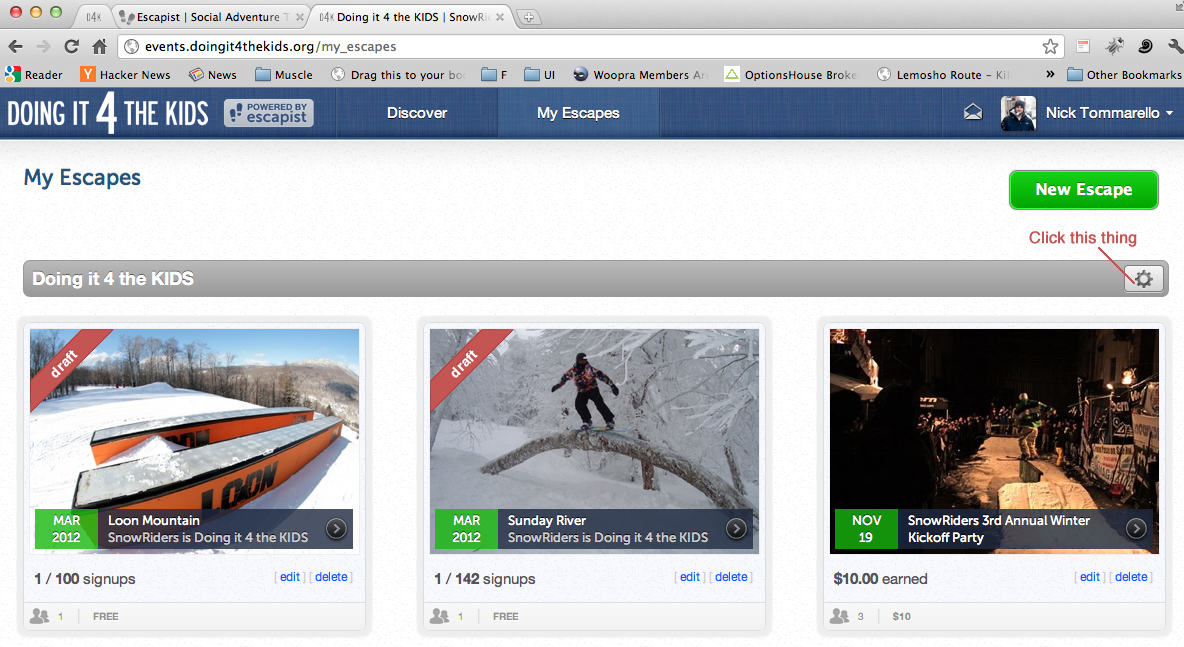 D4K
Escapist | Social Adventure
D4K Doing it 4 the KIDS | SnowRi
events.doingit4thekids.org/my_escapes
Reader
Hacker News
News
Muscle
Drag this to your bo
F
UI
Woopra Members Ar
OptionsHouse Broke
Lemosho Route – Kil
»
Other Bookmarks
DOING IT 4 THE KIDS
POWERED BY
escapist
Discover
My Escapes
Nick Tommarello
My Escapes
New Escape
Click this thing
Doing it 4 the KIDS
draft
LOON
LOON
MAR
2012
Loon Mountain
SnowRiders is Doing it 4 the KIDS
1 / 100 signups
[ edit ] [ delete ]
1
FREE
draft
MAR
2012
Sunday River
SnowRiders is Doing it 4 the KIDS
1 / 142 signups
[ edit ] [ delete ]
1
FREE
NOV
19
SnowRiders 3rd Annual Winter
Kickoff Party
$10.00 earned
[ edit ] [ delete ]
3
$10